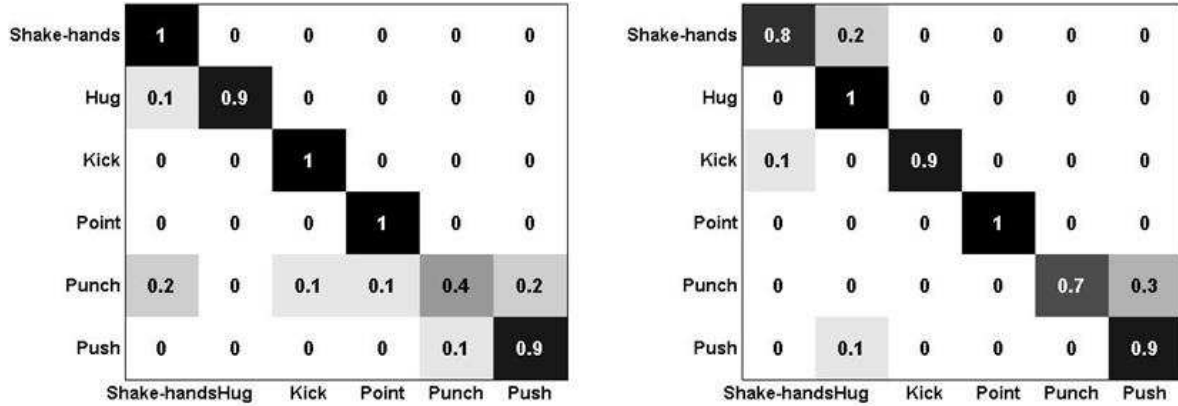 Shake-hands 1 0 0 0 0 0
Hug 0.1 0.9 0 0 0 0
Kick 0 0 1 0 0 0
Point 0 0 0 1 0 0
Punch 0.2 0 0.1 0.1 0.4 0.2
Push 0 0 0 0 0.1 0.9
Shake-handsHug Kick Point Punch Push
Shake-hands 0.8 0.2 0 0 0 0
Hug 0 1 0 0 0 0
Kick 0.1 0 0.9 0 0 0
Point 0 0 0 1 0 0
Punch 0 0 0 0 0.7 0.3
Push 0 0.1 0 0 0 0.9
Shake-handsHug Kick Point Punch Push